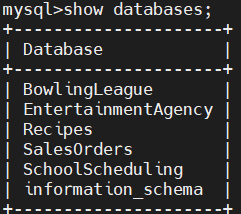 mysql>show databases;
+--------------------+
| Database           |
+--------------------+
| BowlingLeague      |
| EntertainmentAgency |
| Recipes            |
| SalesOrders        |
| SchoolScheduling   |
| information_schema |
+--------------------+